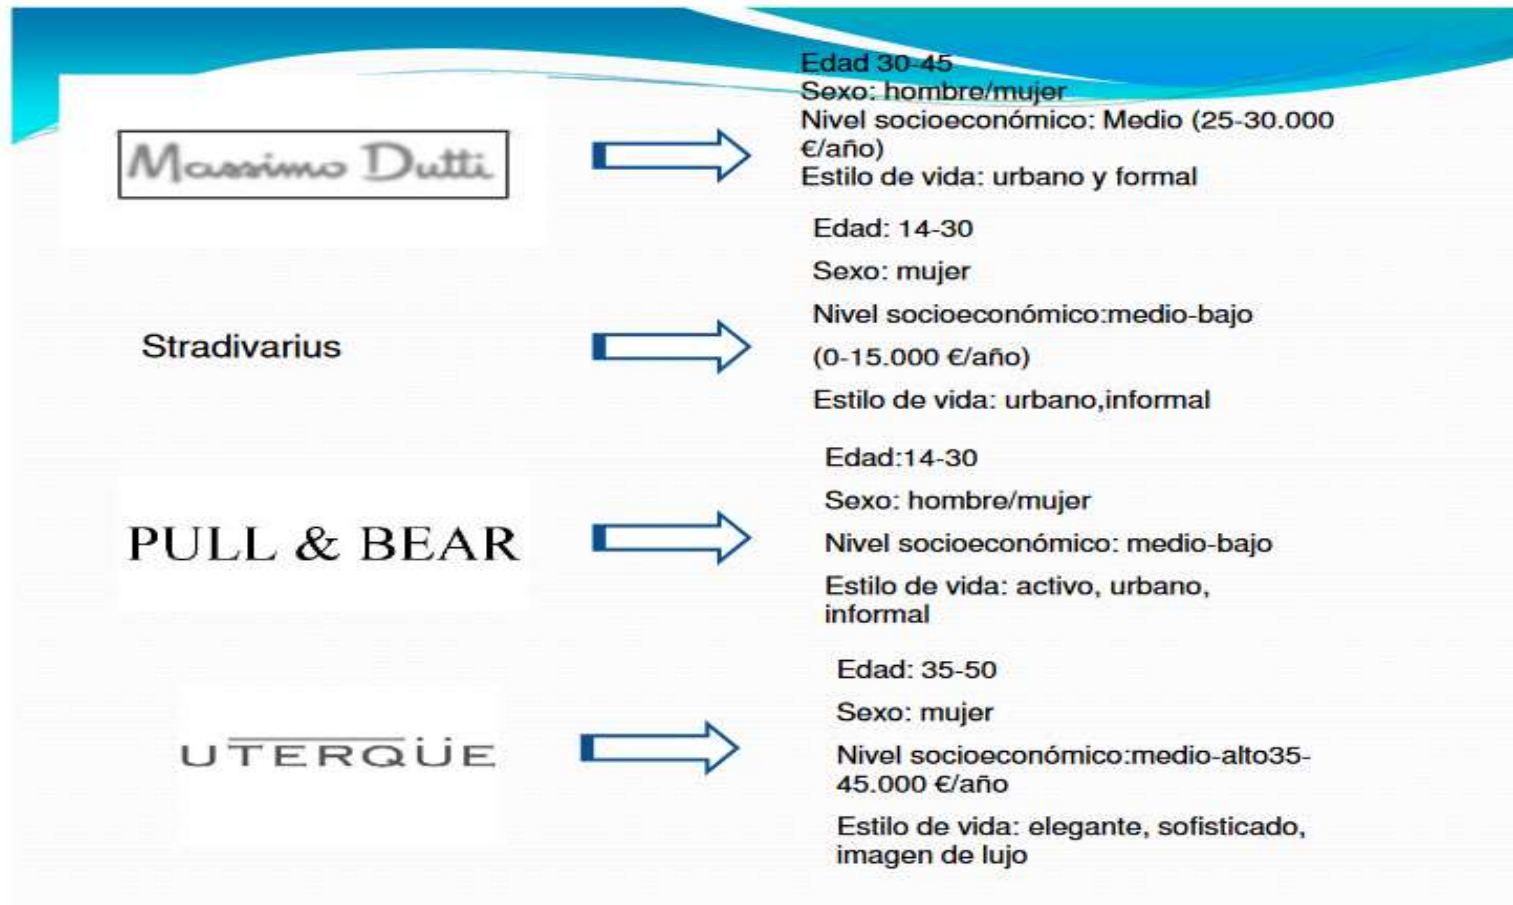 Massimo Dutti
Edad 30-45
Sexo: hombre/mujer
Nivel socioeconómico: Medio (25-30.000
€/año)
Estilo de vida: urbano y formal
Stradivarius
Edad: 14-30
Sexo: mujer
Nivel socioeconómico:medio-bajo
(0-15.000 €/año)
Estilo de vida: urbano,informal
PULL & BEAR
Edad:14-30
Sexo: hombre/mujer
Nivel socioeconómico: medio-bajo
Estilo de vida: activo, urbano,
informal
UTERQÜE
Edad: 35-50
Sexo: mujer
Nivel socioeconómico:medio-alto35-
45.000 €/año
Estilo de vida: elegante, sofisticado,
imagen de lujo